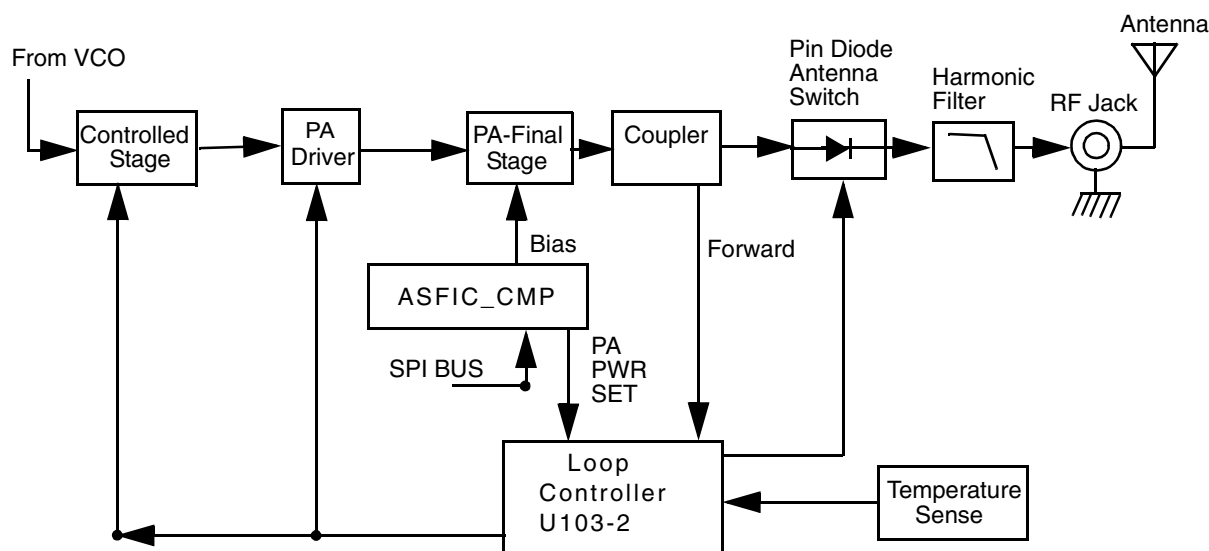 Antenna
From VCO
Pin Diode
Antenna
Switch
Harmonic
Filter
RF Jack
Controlled
Stage
PA
Driver
PA-Final
Stage
Coupler
Bias
Forward
ASFIC_CMP
SPI BUS
PA
PWR
SET
Loop
Controller
U103-2
Temperature
Sense